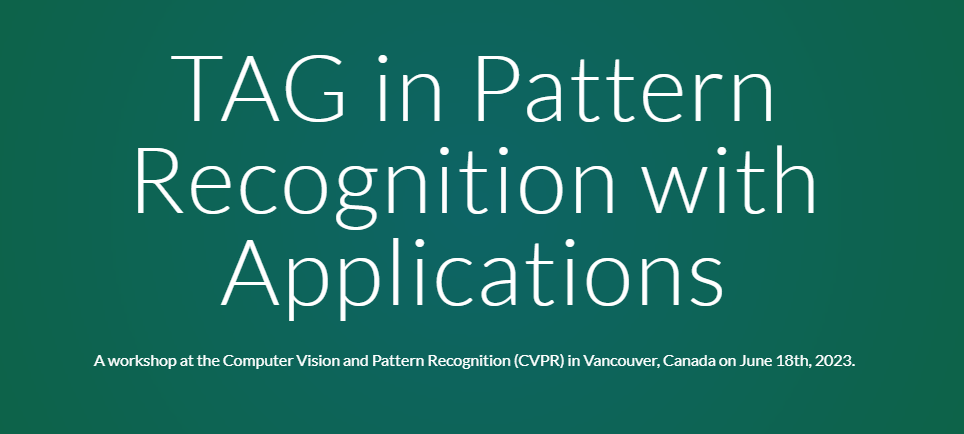 TAG in Pattern
Recognition with
Applications
A workshop at the Computer Vision and Pattern Recognition (CVPR) in Vancouver, Canada on June 18th, 2023.